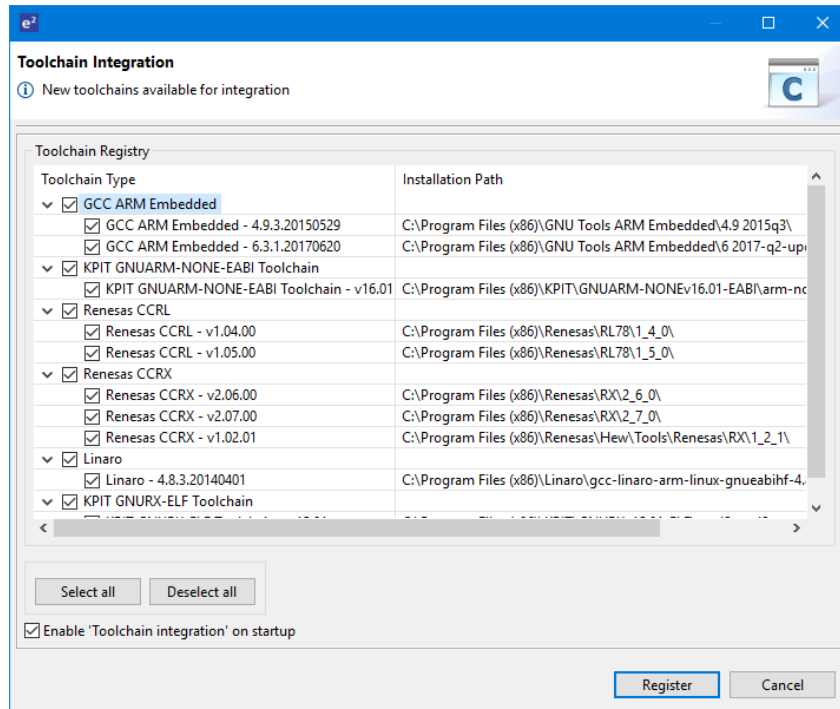 e²
Toolchain Integration
New toolchains available for integration
C
Toolchain Registry
Toolchain Type Installation Path
GCC ARM Embedded
GCC ARM Embedded - 4.9.3.20150529 C:\Program Files (x86)\GNU Tools ARM Embedded\4.9 2015q3\
GCC ARM Embedded - 6.3.1.20170620 C:\Program Files (x86)\GNU Tools ARM Embedded\6 2017-q2-up
KPIT GNUARM-NONE-EABI Toolchain
KPIT GNUARM-NONE-EABI Toolchain - v16.01 C:\Program Files (x86)\KPIT\GNUARM-NONEv16.01-EABI\arm-no
Renesas CCRL
Renesas CCRL - v1.04.00 C:\Program Files (x86)\Renesas\RL78\1_4_0\
Renesas CCRL - v1.05.00 C:\Program Files (x86)\Renesas\RL78\1_5_0\
Renesas CCRX
Renesas CCRX - v2.06.00 C:\Program Files (x86)\Renesas\RX\2_6_0\
Renesas CCRX - v2.07.00 C:\Program Files (x86)\Renesas\RX\2_7_0\
Renesas CCRX - v1.02.01 C:\Program Files (x86)\Renesas\Hew\Tools\Renesas\RX\1_2_1\
Linaro
Linaro - 4.8.3.20140401 C:\Program Files (x86)\Linaro\gcc-linaro-arm-linux-gnueabihf-4.
KPIT GNURX-ELF Toolchain
Select all Deselect all
Enable 'Toolchain integration' on startup
Register Cancel